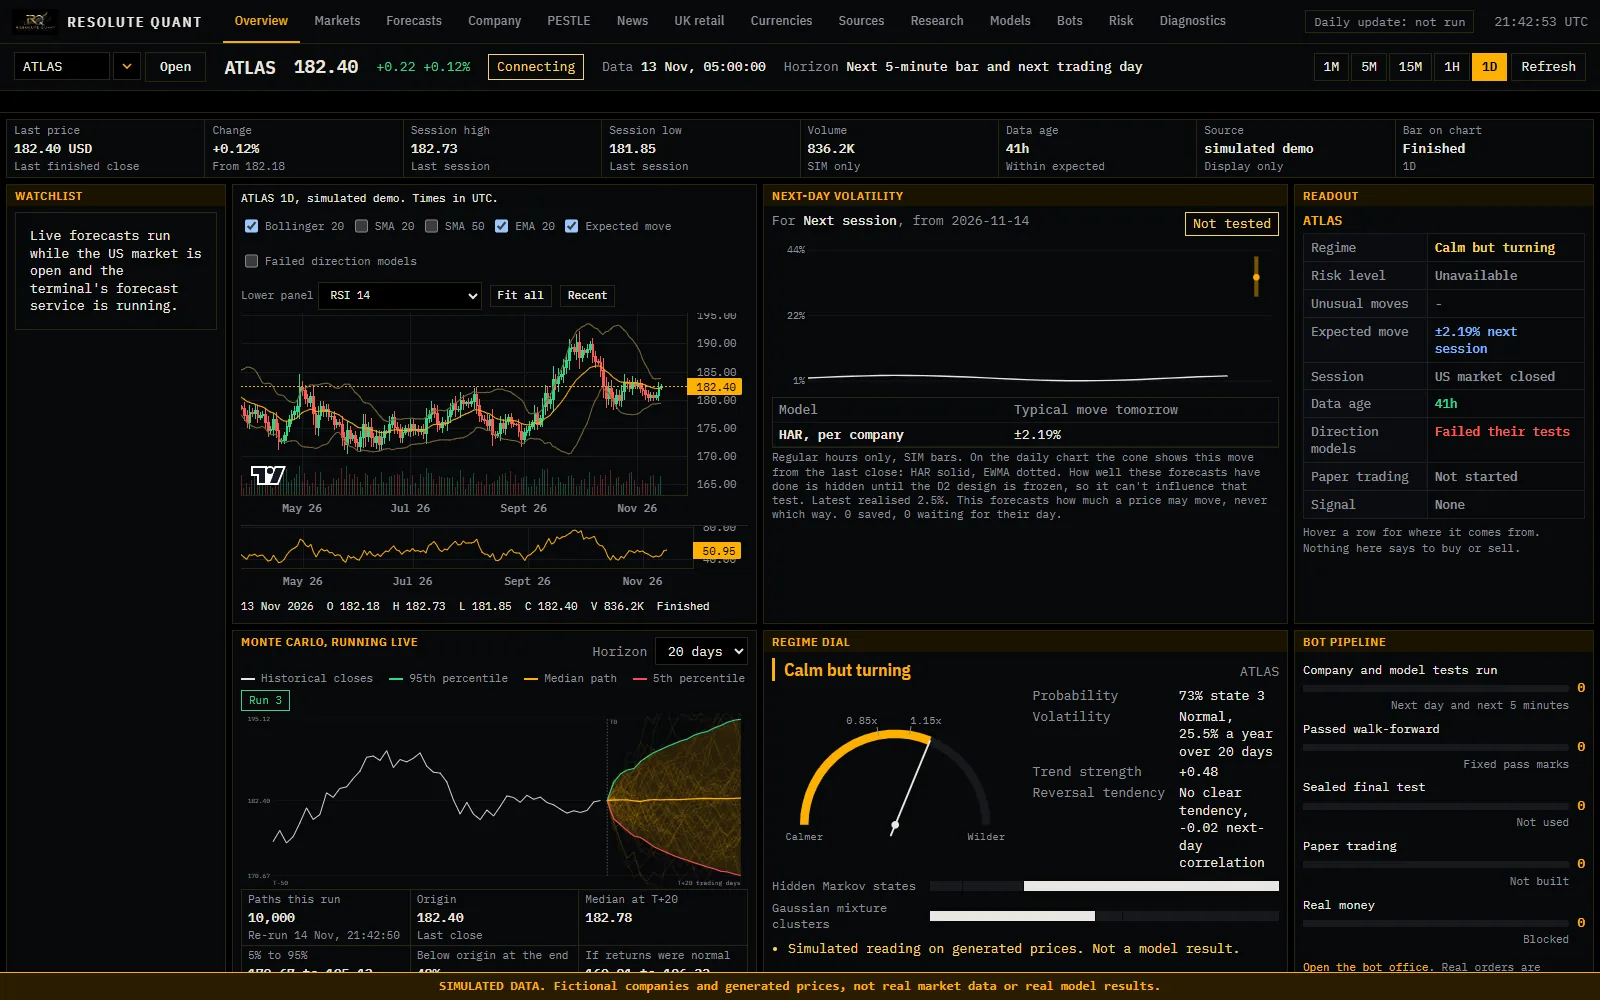 RESOLUTE QUANT
Overview Markets Forecasts Company PESTLE News UK retail Currencies Sources Research Models Bots Risk Diagnostics
Daily update: not run 21:42:53 UTC
ATLAS Open ATLAS 182.40 +0.22 +0.12% Connecting Data 13 Nov, 05:00:00 Horizon Next 5-minute bar and next trading day
1M 5M 15M 1H 1D Refresh
Last price Change Session high Session low Volume Data age Source Bar on chart
182.40 USD +0.12% 182.73 181.85 836.2K 41h simulated demo Finished
Last finished close From 182.18 Last session Last session SIM only Within expected Display only 1D
WATCHLIST
Live forecasts run
while the US market is
open and the
terminal's forecast
service is running.
ATLAS 1D, simulated demo. Times in UTC.
Bollinger 20 SMA 20 SMA 50 EMA 20 Expected move
Failed direction models
Lower panel RSI 14 Fit all Recent
195.00
190.00
185.00
182.40
180.00
175.00
170.00
165.00
May 26 Jul 26 Sept 26 Nov 26
50.95
May 26 Jul 26 Sept 26 Nov 26
13 Nov 2026 O 182.18 H 182.73 L 181.85 C 182.40 V 836.2K Finished
NEXT-DAY VOLATILITY
For Next session, from 2026-11-14 Not tested
44%
22%
1%
Model Typical move tomorrow
HAR, per company ±2.19%
Regular hours only, SIM bars. On the daily chart the cone shows this move
from the last close: HAR solid, EWMA dotted. How well these forecasts have
done is hidden until the D2 design is frozen, so it can't influence that
test. Latest realised 2.5%. This forecasts how much a price may move, never
which way. 0 saved, 0 waiting for their day.
READOUT
ATLAS
Regime Calm but turning
Risk level Unavailable
Unusual moves -
Expected move ±2.19% next
session
Session US market closed
Data age 41h
Direction Failed their tests
models
Paper trading Not started
Signal None
Hover a row for where it comes from.
Nothing here says to buy or sell.
MONTE CARLO, RUNNING LIVE
Horizon 20 days
Historical closes 95th percentile Median path 5th percentile
Run 3
195.12
T0
182.40
170.67
T-50 T+20 trading days
Paths this run Origin Median at T+20
10,000 182.40 182.78
Re-run 14 Nov, 21:42:50 Last close
5% to 95% Below origin at the end If returns were normal
REGIME DIAL
Calm but turning ATLAS
0.85x 1.15x
Calmer Wilder
Probability 73% state 3
Volatility Normal,
25.5% a year
over 20 days
Trend strength +0.48
Reversal tendency No clear
tendency,
-0.02 next-
day
correlation
Hidden Markov states
Gaussian mixture
clusters
• Simulated reading on generated prices. Not a model result.
BOT PIPELINE
Company and model tests run
0
Next day and next 5 minutes
Passed walk-forward
0
Fixed pass marks
Sealed final test
0
Not used
Paper trading
0
Not built
Real money
0
Blocked
Open the bot office. Real orders are
SIMULATED DATA. Fictional companies and generated prices, not real market data or real model results.